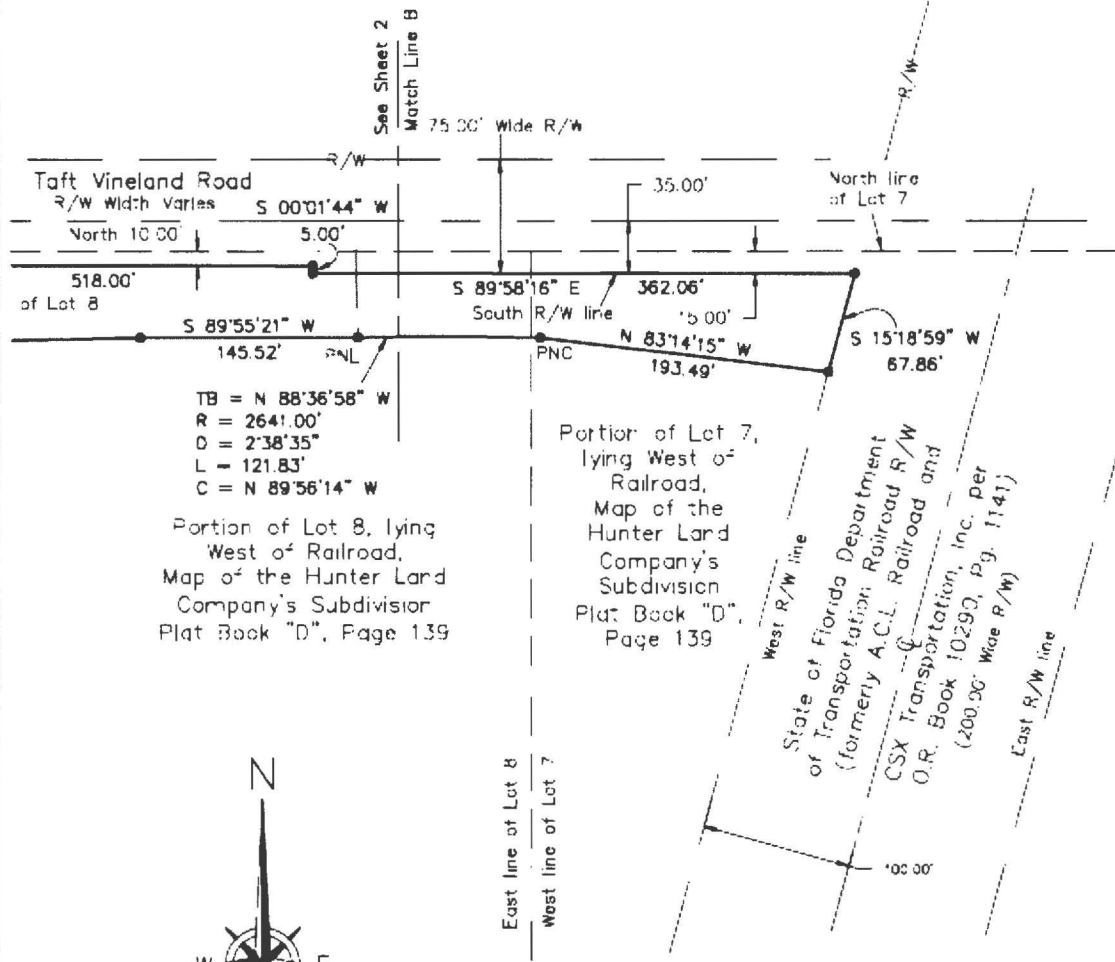 See Sheet 2
Match Line B
75.00' Wide R/W
R/W
R/W
Taft Vineland Road
R/W Width Varies
S 00°01'44" W
5.00'
35.00'
North line
of Lot 7
North 10.00'
518.00'
of Lot 8
S 89°58'16" E
362.06'
South R/W line
15.00'
S 89°55'21" W
145.52'
PNL
PNC
N 83°14'15" W
193.49'
S 15°18'59" W
67.86'
TB = N 88°36'58" W
R = 2641.00'
D = 2°38'35"
L = 121.83'
C = N 89°56'14" W
Portion of Lot 8, lying
West of Railroad,
Map of the Hunter Land
Company's Subdivision
Plat Book "D", Page 139
Portion of Lot 7,
lying West of
Railroad,
Map of the
Hunter Land
Company's
Subdivision
Plat Book "D",
Page 139
West R/W line
State of Florida Department
of Transportation Railroad R/W
(formerly A.C.L. Railroad and
CSX Transportation, Inc. per
O.R. Book 10290, Pg. 1141)
(200.00' Wide R/W)
East R/W line
East line of Lot 8
West line of Lot 7
100.00'
N
W
E